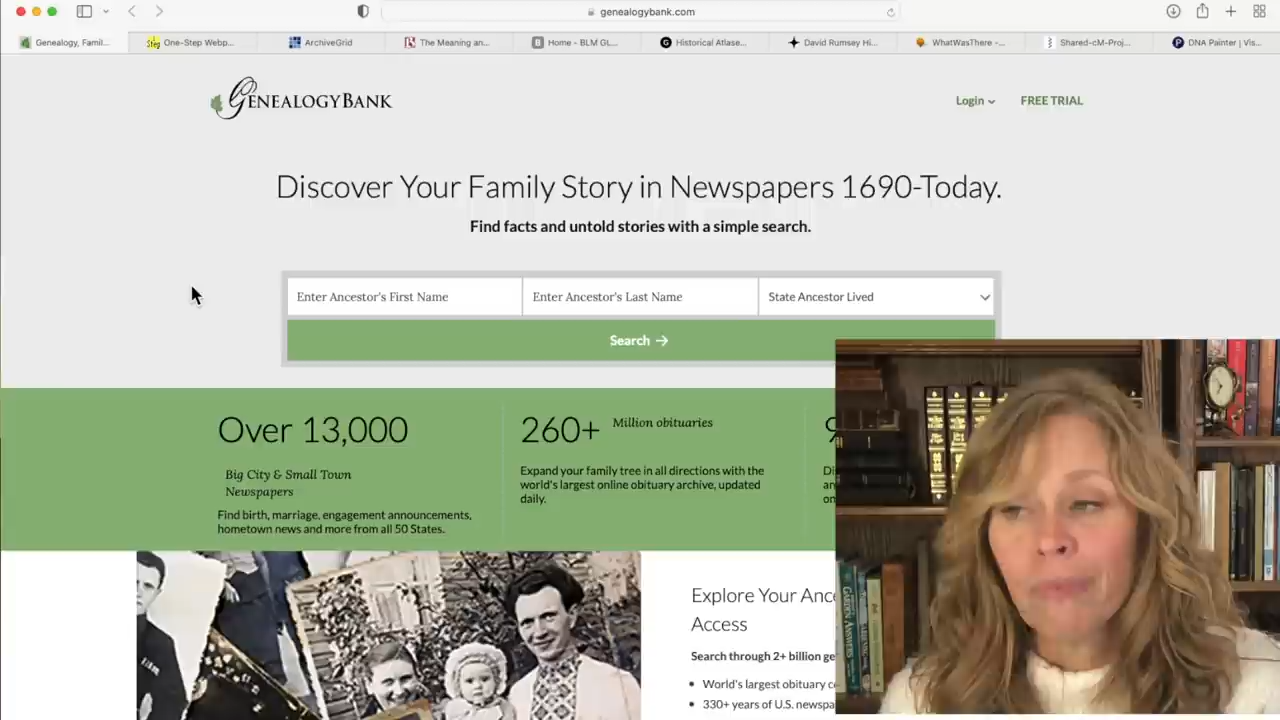 genealogybank.com
Genealogy, Famil...
One-Step Webp...
ArchiveGrid
The Meaning an...
Home - BLM GL...
Historical Atlase...
David Rumsey Hi...
WhatWasThere -...
Shared-cM-Proj...
DNA Painter | Vis...
GENEALOGYBANK
Login
FREE TRIAL
Discover Your Family Story in Newspapers 1690-Today.
Find facts and untold stories with a simple search.
Enter Ancestor's First Name
Enter Ancestor's Last Name
State Ancestor Lived
Search →
Over 13,000
Big City & Small Town
Newspapers
Find birth, marriage, engagement announcements,
hometown news and more from all 50 States.
260+ Million obituaries
Expand your family tree in all directions with the
world's largest online obituary archive, updated
daily.
Explore Your Ance
Access
Search through 2+ billion ge
• World's largest obituary c
• 330+ years of U.S. newspa
GARDEN ANSWERS